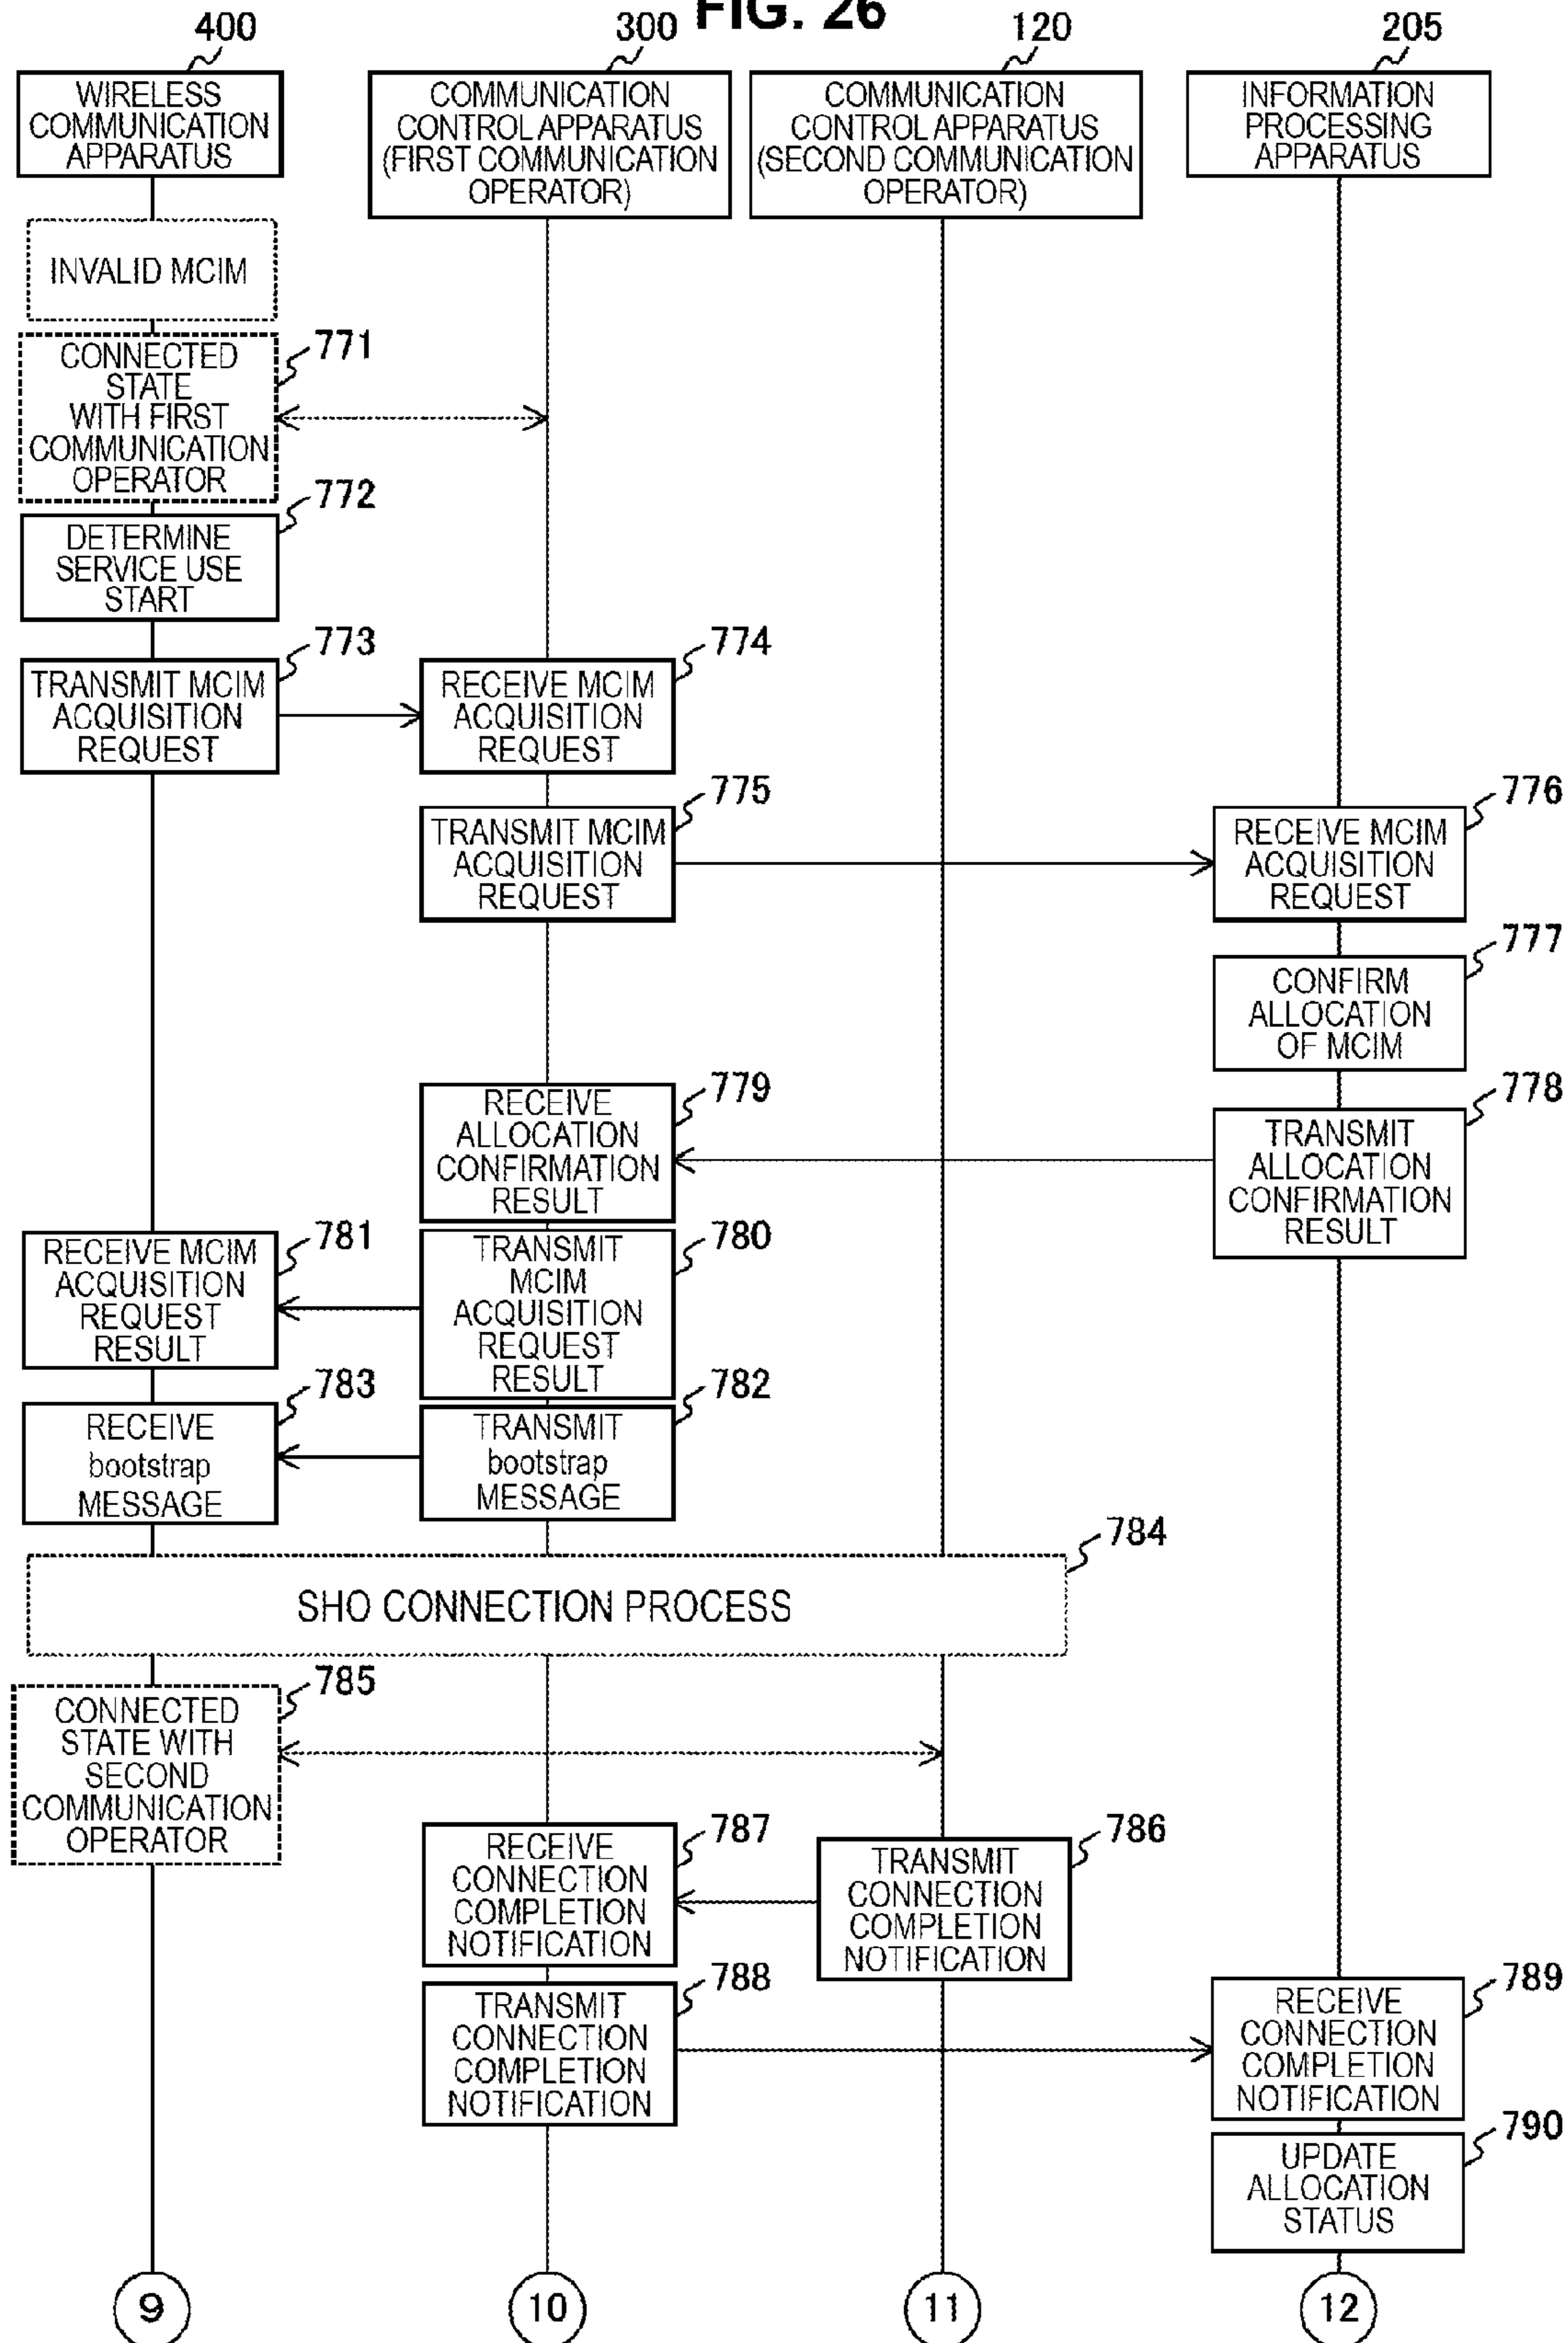 FIG. 26
400
300
120
205
WIRELESS
COMMUNICATION
APPARATUS
COMMUNICATION
CONTROL APPARATUS
(FIRST COMMUNICATION
OPERATOR)
COMMUNICATION
CONTROL APPARATUS
(SECOND COMMUNICATION
OPERATOR)
INFORMATION
PROCESSING
APPARATUS
INVALID MCIM
771
CONNECTED
STATE
WITH FIRST
COMMUNICATION
OPERATOR
772
DETERMINE
SERVICE USE
START
773
TRANSMIT MCIM
ACQUISITION
REQUEST
774
RECEIVE MCIM
ACQUISITION
REQUEST
775
TRANSMIT MCIM
ACQUISITION
REQUEST
776
RECEIVE MCIM
ACQUISITION
REQUEST
777
CONFIRM
ALLOCATION
OF MCIM
778
TRANSMIT
ALLOCATION
CONFIRMATION
RESULT
779
RECEIVE
ALLOCATION
CONFIRMATION
RESULT
780
TRANSMIT
MCIM
ACQUISITION
REQUEST
RESULT
781
RECEIVE MCIM
ACQUISITION
REQUEST
RESULT
782
TRANSMIT
bootstrap
MESSAGE
783
RECEIVE
bootstrap
MESSAGE
784
SHO CONNECTION PROCESS
785
CONNECTED
STATE WITH
SECOND
COMMUNICATION
OPERATOR
786
TRANSMIT
CONNECTION
COMPLETION
NOTIFICATION
787
RECEIVE
CONNECTION
COMPLETION
NOTIFICATION
788
TRANSMIT
CONNECTION
COMPLETION
NOTIFICATION
789
RECEIVE
CONNECTION
COMPLETION
NOTIFICATION
790
UPDATE
ALLOCATION
STATUS
9
10
11
12